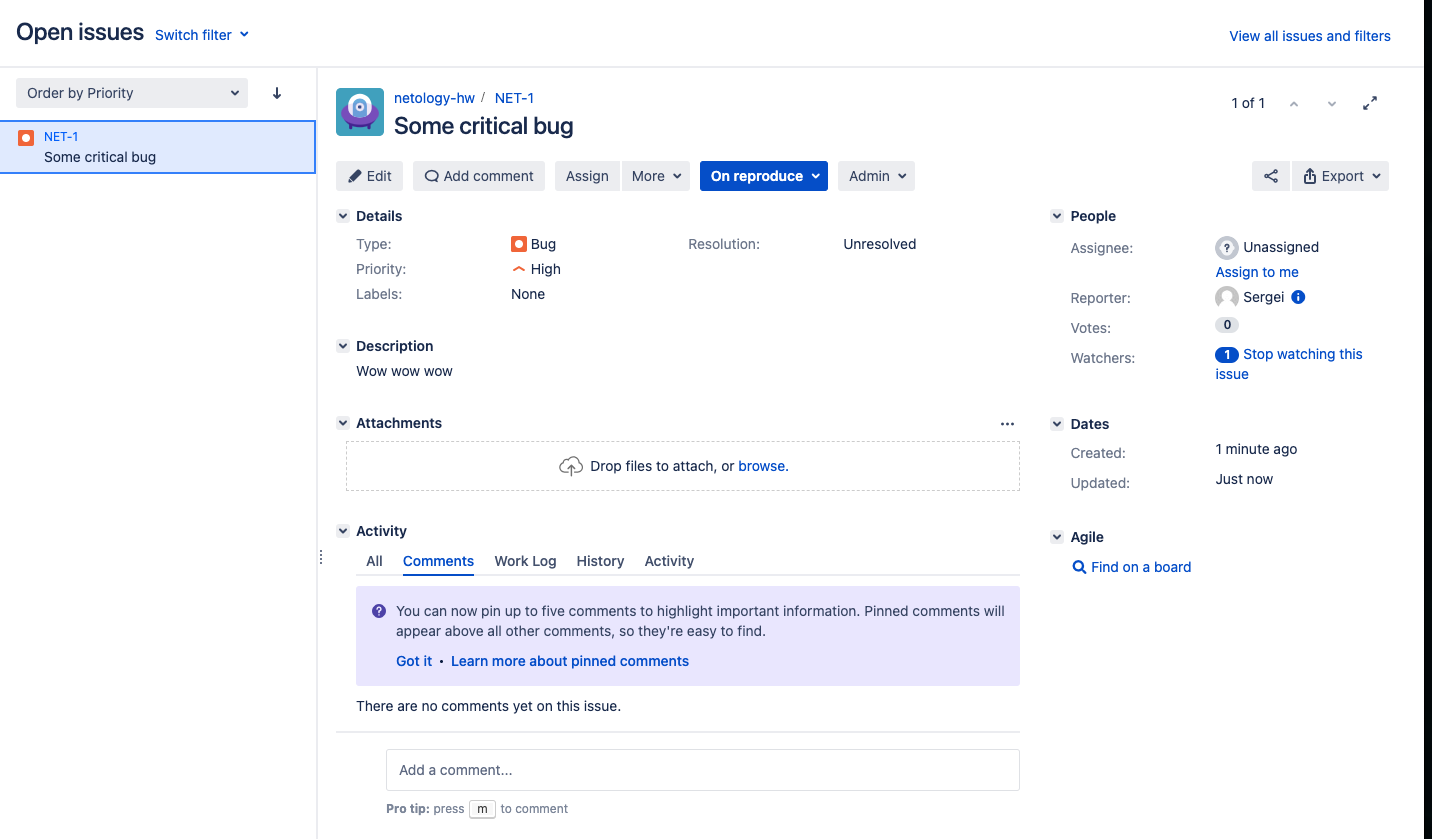 Open issues Switch filter
View all issues and filters
Order by Priority
NET-1
Some critical bug
netology-hw / NET-1
Some critical bug
1 of 1
Edit Add comment Assign More On reproduce Admin Export
Details
Type: Bug Resolution: Unresolved
Priority: High
Labels: None
Description
Wow wow wow
Attachments
Drop files to attach, or browse.
Activity
All Comments Work Log History Activity
? You can now pin up to five comments to highlight important information. Pinned comments will
appear above all other comments, so they're easy to find.
Got it • Learn more about pinned comments
There are no comments yet on this issue.
Add a comment...
Pro tip: press m to comment
People
Assignee: ? Unassigned
Assign to me
Reporter: Sergei i
Votes: 0
Watchers: 1 Stop watching this
issue
Dates
Created: 1 minute ago
Updated: Just now
Agile
Find on a board